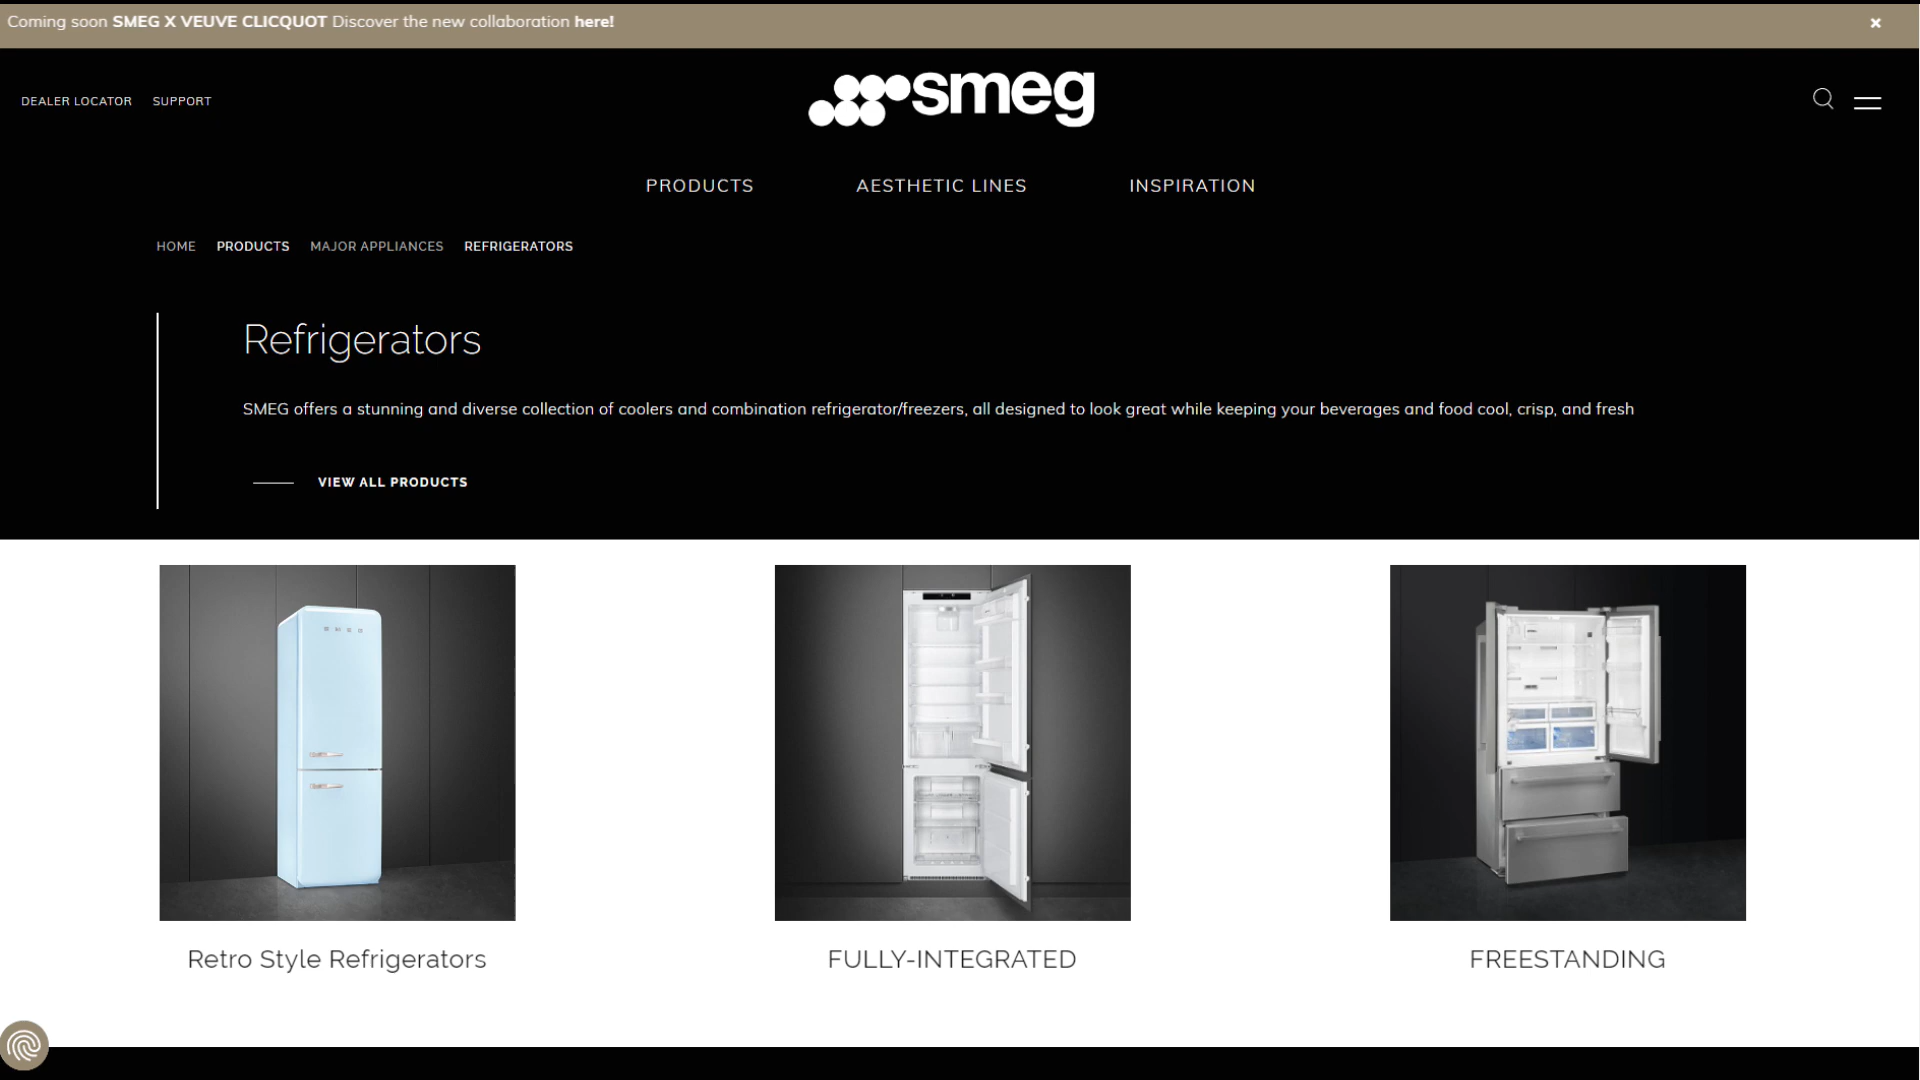 Coming soon SMEG X VEUVE CLICQUOT Discover the new collaboration here!
DEALER LOCATOR SUPPORT
smeg
PRODUCTS AESTHETIC LINES INSPIRATION
HOME PRODUCTS MAJOR APPLIANCES REFRIGERATORS
Refrigerators
SMEG offers a stunning and diverse collection of coolers and combination refrigerator/freezers, all designed to look great while keeping your beverages and food cool, crisp, and fresh
VIEW ALL PRODUCTS
SMEG
Retro Style Refrigerators
FULLY-INTEGRATED
FREESTANDING